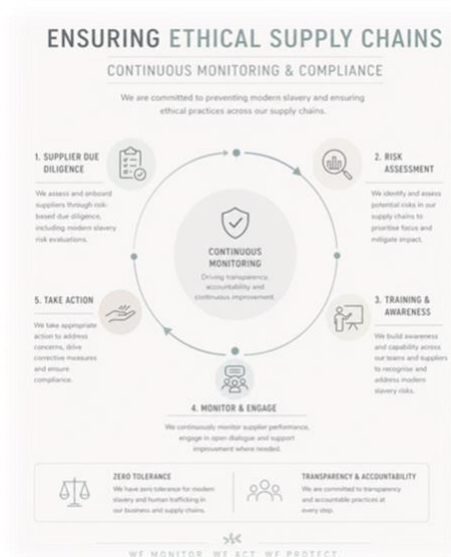 ENSURING ETHICAL SUPPLY CHAINS
CONTINUOUS MONITORING & COMPLIANCE
We are committed to preventing modern slavery and ensuring
ethical practices across our supply chains.
1. SUPPLIER DUE
DILIGENCE
We assess and onboard
suppliers through risk-
based due diligence,
including modern slavery
risk evaluations.
2. RISK
ASSESSMENT
We identify and assess
potential risks in our
supply chains to
prioritise focus and
mitigate impact.
CONTINUOUS
MONITORING
Driving transparency,
accountability and
continuous improvement.
5. TAKE ACTION
We take appropriate
action to address
concerns, drive
corrective measures
and ensure
compliance.
3. TRAINING &
AWARENESS
We build awareness
and capability across
our teams and suppliers
to recognise and
address modern
slavery risks.
4. MONITOR & ENGAGE
We continuously monitor supplier performance,
engage in open dialogue and support
improvement where needed.
ZERO TOLERANCE
We have zero tolerance for modern
slavery and human trafficking in
our business and supply chains.
TRANSPARENCY & ACCOUNTABILITY
We are committed to transparency
and accountable practices at
every step.
WE MONITOR. WE ACT. WE PROTECT.